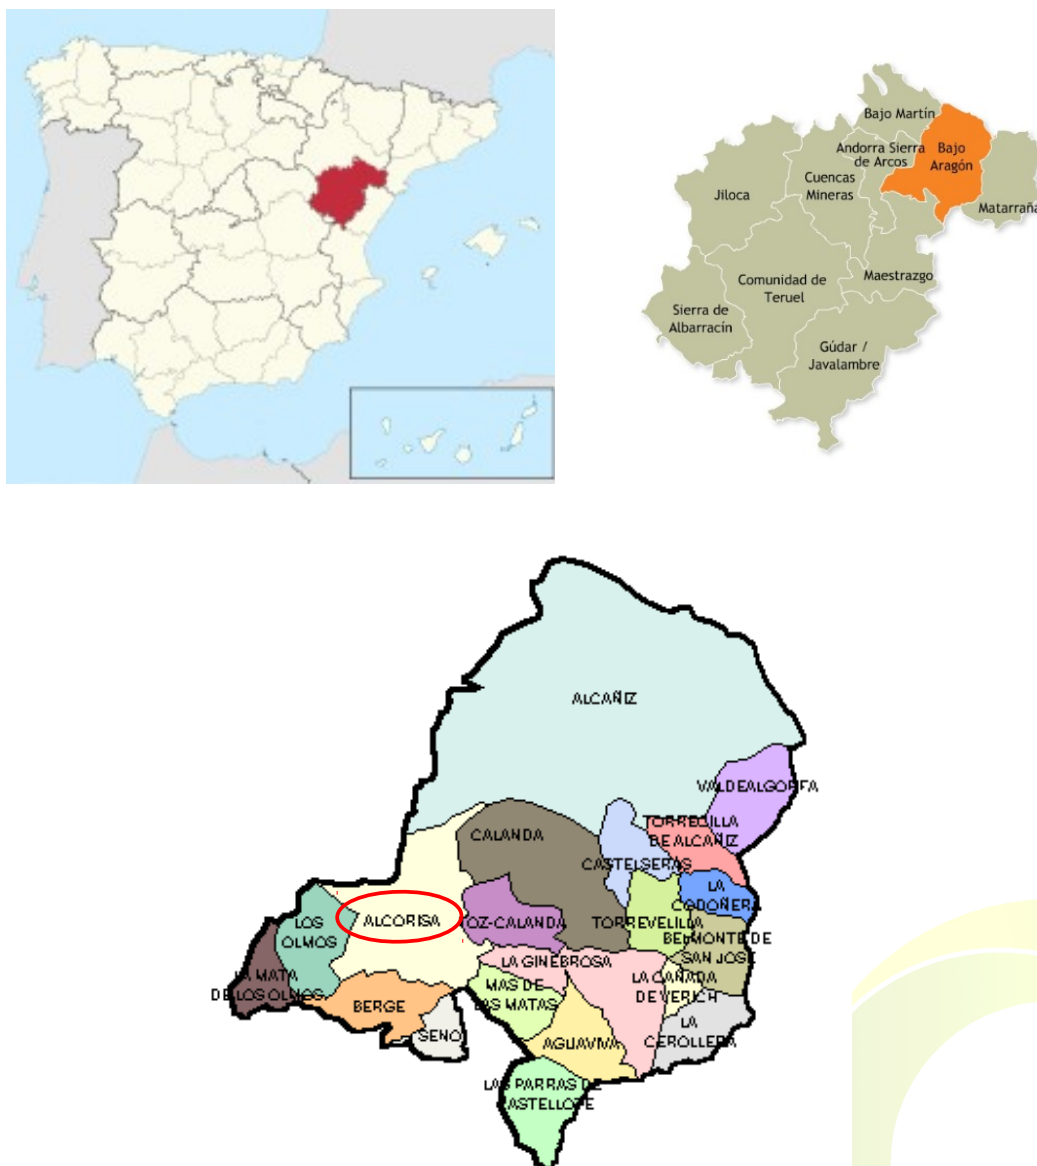 Bajo Martín
Andorra Sierra
de Arcos
Bajo
Aragón
Cuencas
Mineras
Jiloca
Matarraña
Maestrazgo
Comunidad de
Teruel
Sierra de
Albarracín
Gúdar /
Javalambre
ALCAÑIZ
VALDEALGORFA
TORRECILLA
DE ALCAÑIZ
CALANDA
CASTELSERAS
LA
CODOÑERA
ALCORISA
OZ-CALANDA
TORREVELILLA
LOS
OLMOS
BELMONTE DE
SAN JOSE
LA GINEBROSA
LA MATA
DE LOS OLMOS
MAS DE
LAS MATAS
LA CAÑADA
DE VERICH
BERGE
SENO
AGUAVIVA
LA
CEROLLERA
LAS PARRAS DE
CASTELLOTE